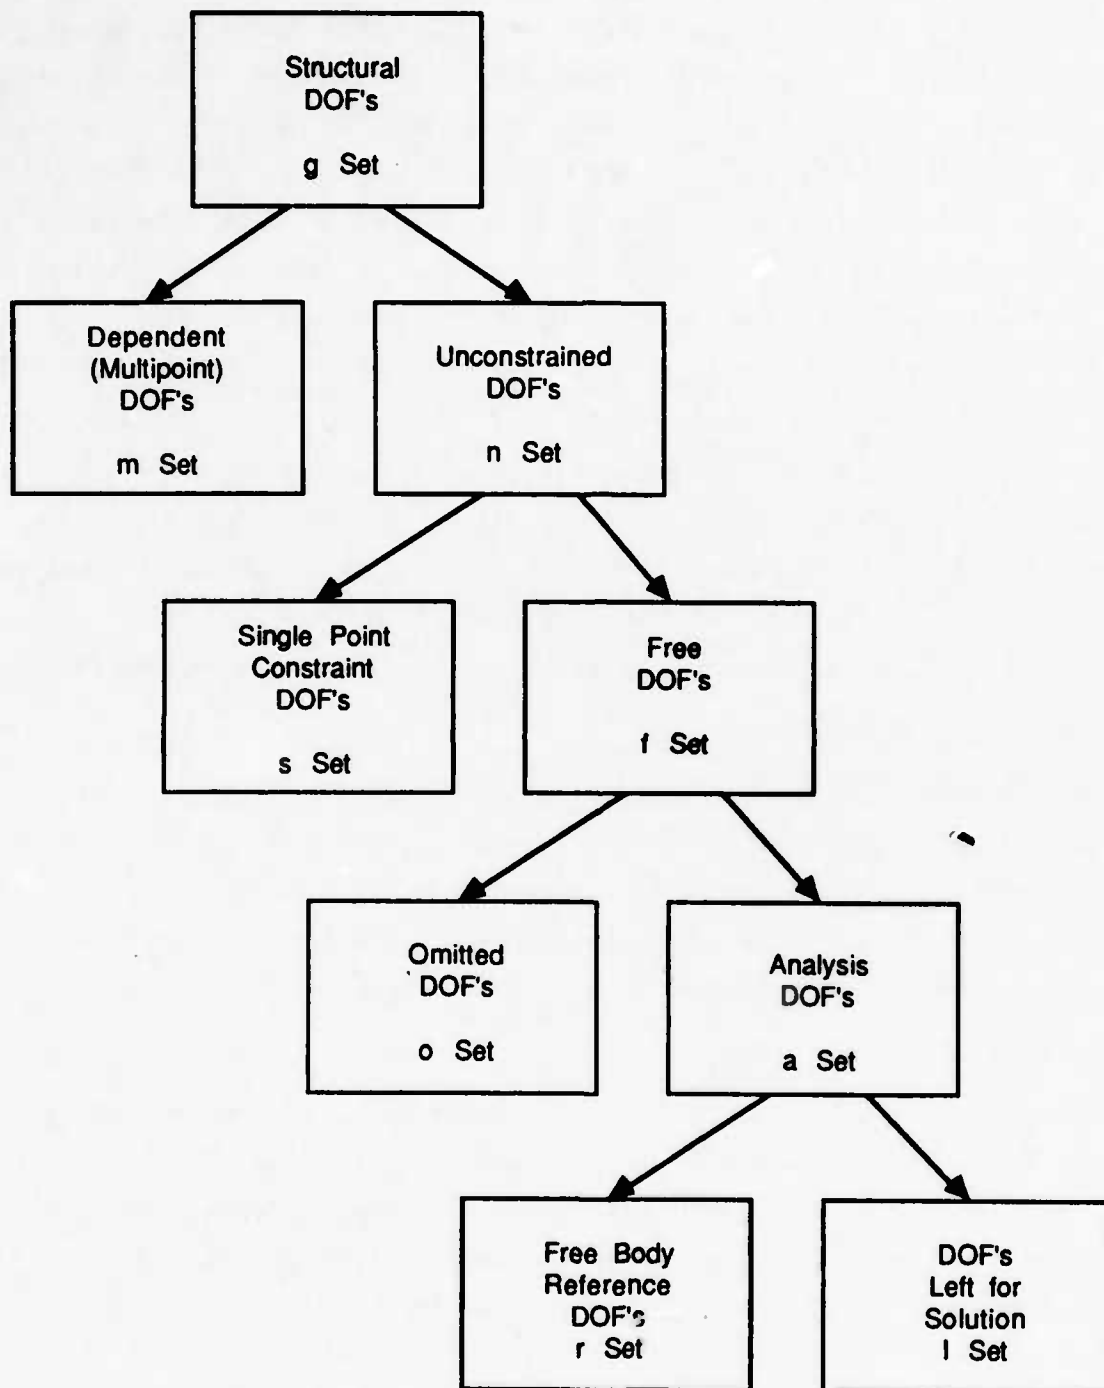 Structural
DOF's
g Set
Dependent
(Multipoint)
DOF's
m Set
Unconstrained
DOF's
n Set
Single Point
Constraint
DOF's
s Set
Free
DOF's
f Set
Omitted
DOF's
o Set
Analysis
DOF's
a Set
Free Body
Reference
DOF's
r Set
DOF's
Left for
Solution
l Set